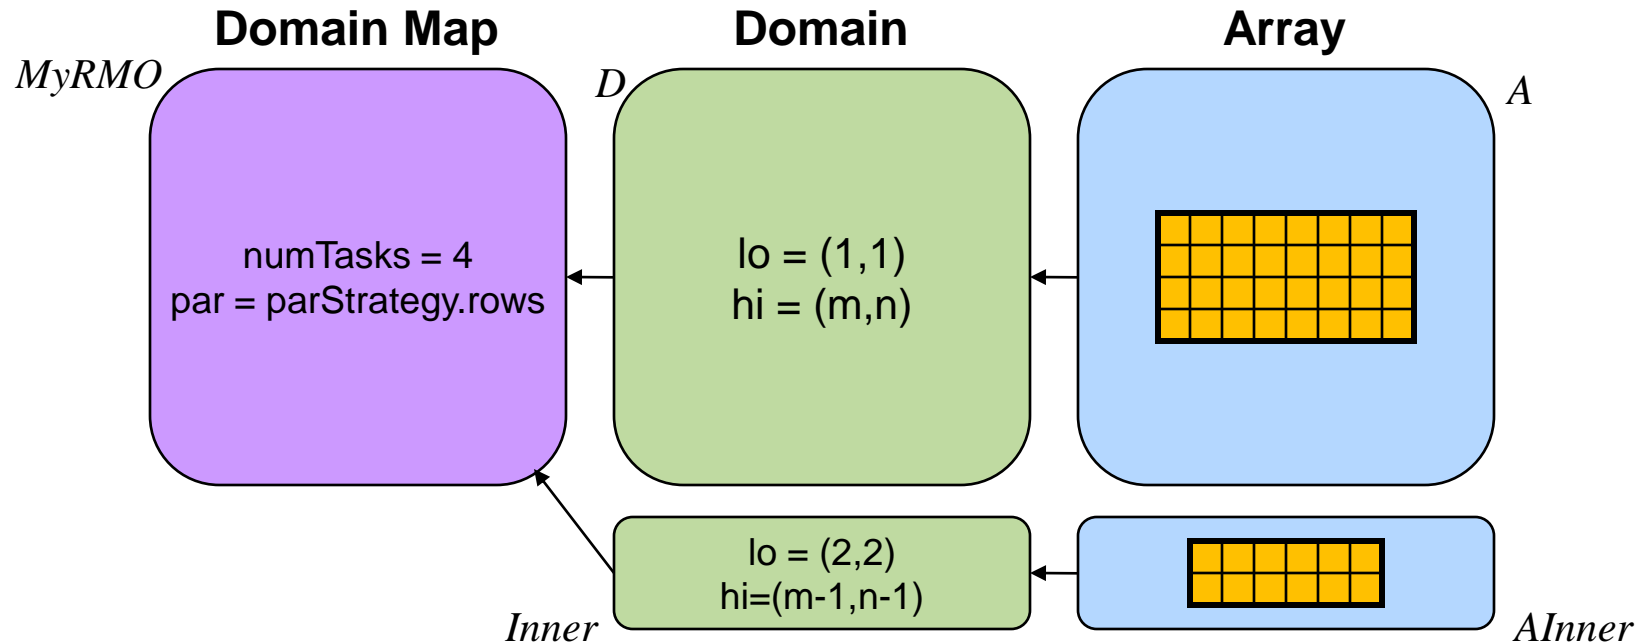 Domain Map
Domain
Array
MyRMO
D
A
numTasks = 4
par = parStrategy.rows
lo = (1,1)
hi = (m,n)
lo = (2,2)
hi=(m-1,n-1)
Inner
AInner